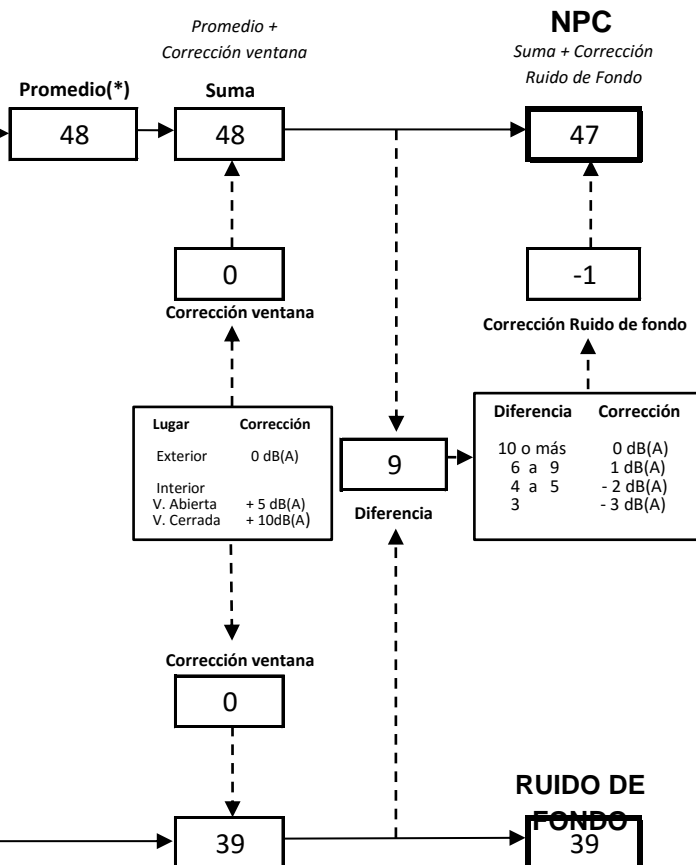 Promedio +
Corrección ventana
NPC
Suma + Corrección
Ruido de Fondo
Promedio(*)
Suma
48
48
47
0
-1
Corrección ventana
Corrección Ruido de fondo
Lugar Corrección
Exterior 0 dB(A)
Interior
V. Abierta + 5 dB(A)
V. Cerrada + 10dB(A)
9
Diferencia
Diferencia Corrección
10 o más 0 dB(A)
6 a 9 1 dB(A)
4 a 5 - 2 dB(A)
3 - 3 dB(A)
Corrección ventana
0
RUIDO DE
FONDO
39
39